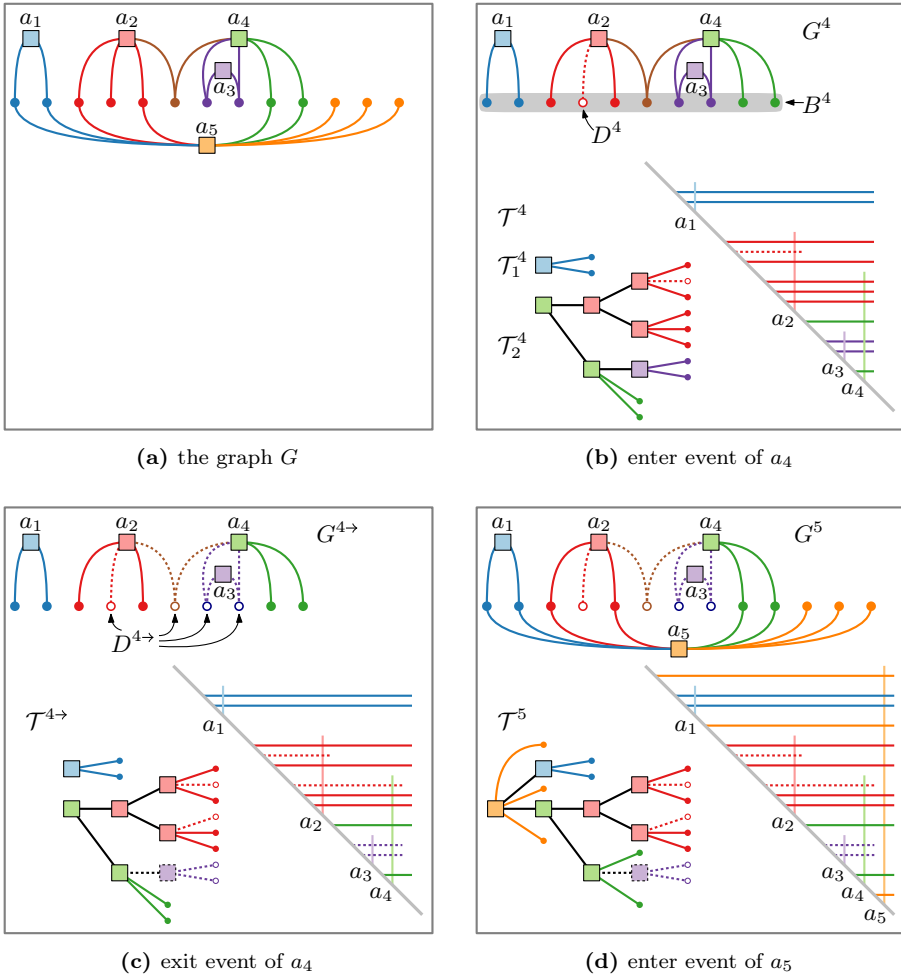 a₁ a₂ a₄
a₃
a₅
(a) the graph G
a₁ a₂ a₄ G⁴
a₃
B⁴
D⁴
𝒯⁴
a₁
𝒯₁⁴
a₂
𝒯₂⁴
a₃
a₄
(b) enter event of a₄
a₁ a₂ a₄ G⁴→
a₃
D⁴→
𝒯⁴→
a₁
a₂
a₃
a₄
(c) exit event of a₄
a₁ a₂ a₄ G⁵
a₃
a₅
𝒯⁵
a₁
a₂
a₃
a₄
a₅
(d) enter event of a₅